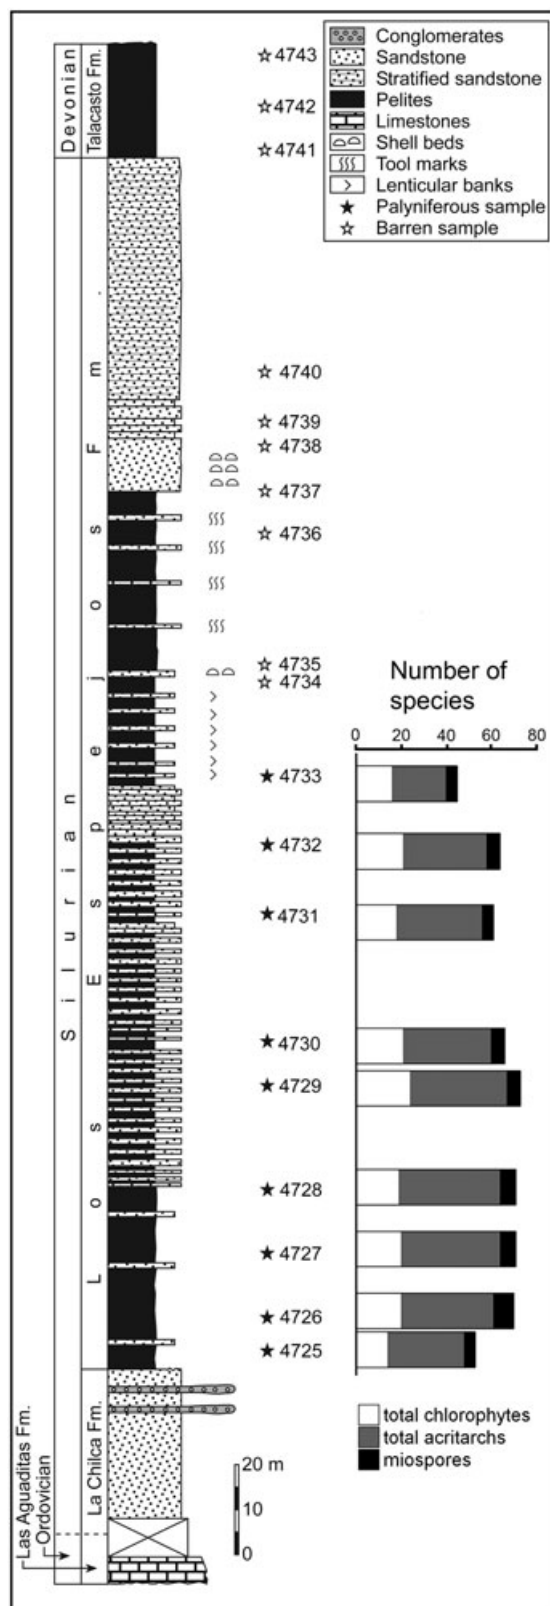 Conglomerates
Sandstone
Stratified sandstone
Pelites
Limestones
Shell beds
Tool marks
Lenticular banks
Palyniferous sample
Barren sample
Devonian
Talacasto Fm.
4743
4742
4741
4740
4739
4738
4737
4736
4735
4734
4733
4732
4731
4730
4729
4728
4727
4726
4725
Silurian
Los Espejos Fm.
Number of
species
0 20 40 60 80
total chlorophytes
total acritarchs
miospores
La Chilca Fm.
Las Aguaditas Fm.
Ordovician
20 m
10
0